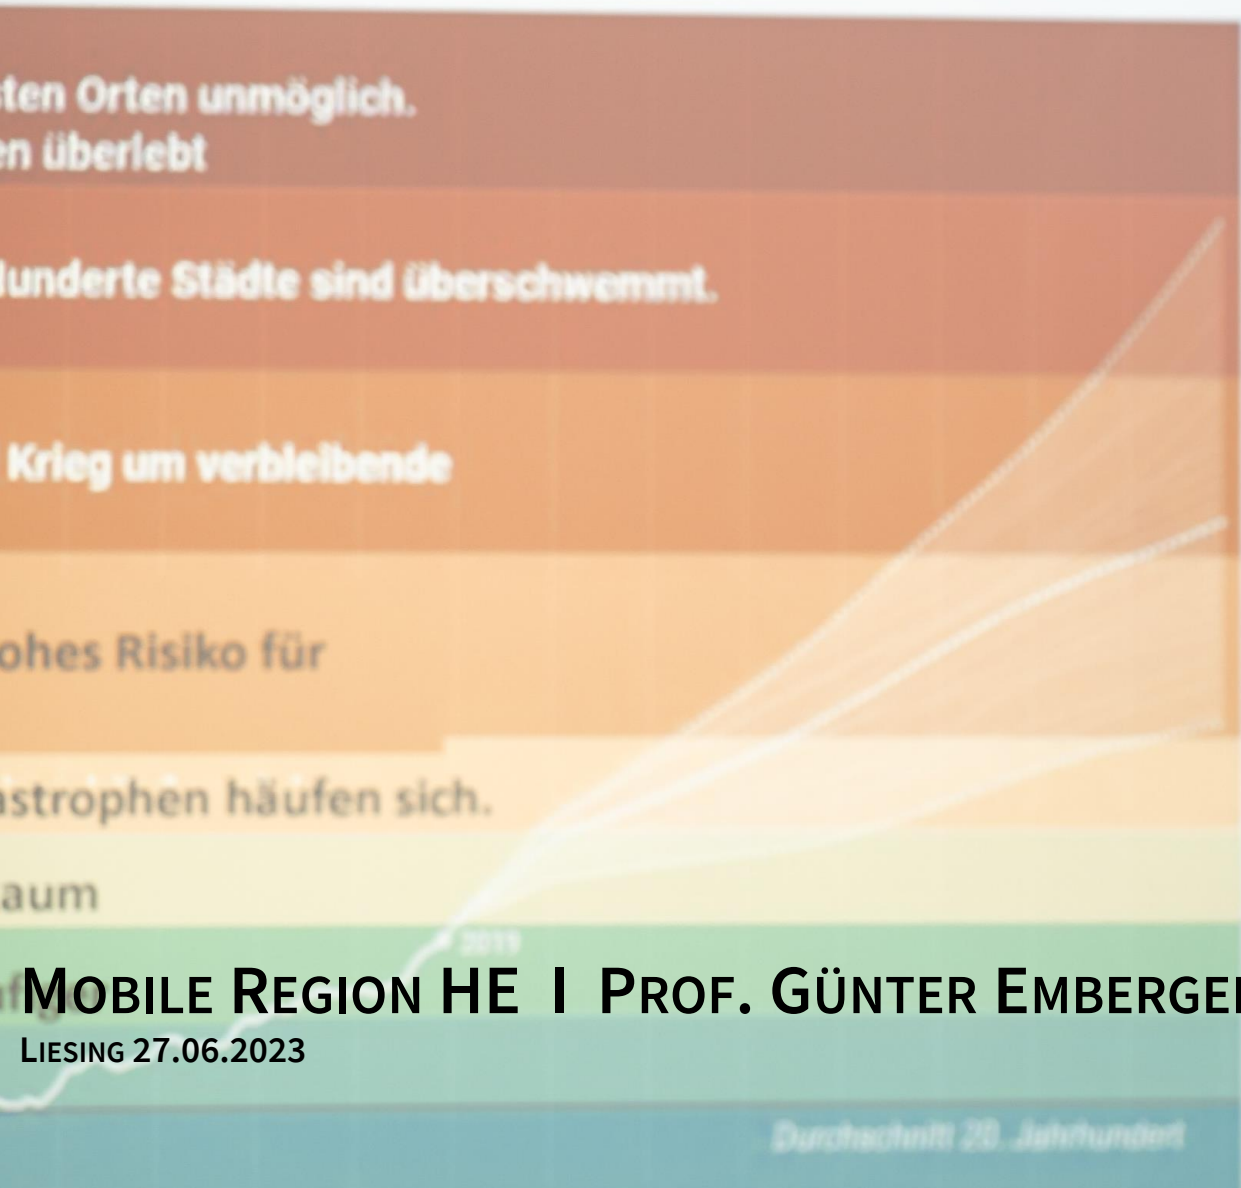 sten Orten unmöglich.
en überlebt
Hunderte Städte sind überschwemmt.
Krieg um verbleibende
ohes Risiko für
astrophen häufen sich.
aum
2019
MOBILE REGION HE I PROF. GÜNTER EMBERGER
LIESING 27.06.2023
Durchschnitt 20. Jahrhundert